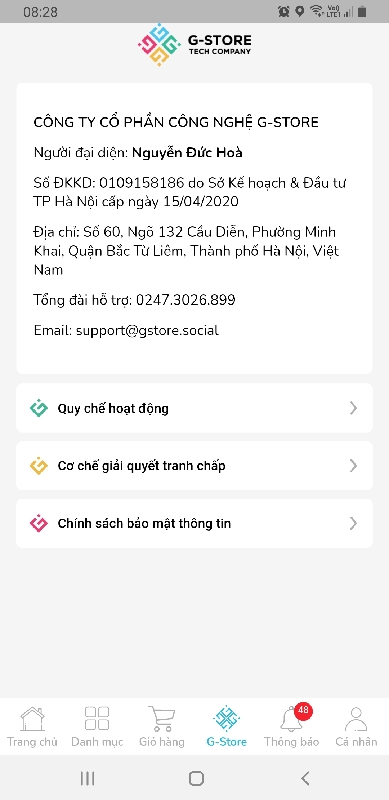 08:28
Vo))
LTE1
G-STORE
TECH COMPANY
CÔNG TY CỔ PHẦN CÔNG NGHỆ G-STORE
Người đại diện: Nguyễn Đức Hoà
Số ĐKKD: 0109158186 do Sở Kế hoạch & Đầu tư
TP Hà Nội cấp ngày 15/04/2020
Địa chỉ: Số 60, Ngõ 132 Cầu Diễn, Phường Minh
Khai, Quận Bắc Từ Liêm, Thành phố Hà Nội, Việt
Nam
Tổng đài hỗ trợ: 0247.3026.899
Email: support@gstore.social
Quy chế hoạt động
Cơ chế giải quyết tranh chấp
Chính sách bảo mật thông tin
48
Trang chủ
Danh mục
Giỏ hàng
G-Store
Thông báo
Cá nhân